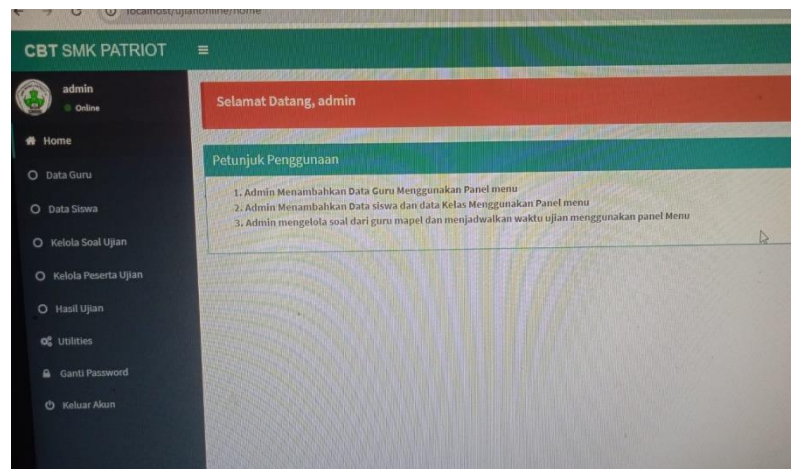 localhost/ujianonline/home
CBT SMK PATRIOT
admin
Online
Selamat Datang, admin
Home
Petunjuk Penggunaan
Data Guru
1. Admin Menambahkan Data Guru Menggunakan Panel menu
2. Admin Menambahkan Data siswa dan data Kelas Menggunakan Panel menu
3. Admin mengelola soal dari guru mapel dan menjadwalkan waktu ujian menggunakan panel Menu
Data Siswa
Kelola Soal Ujian
Kelola Peserta Ujian
Hasil Ujian
Utilities
Ganti Password
Keluar Akun